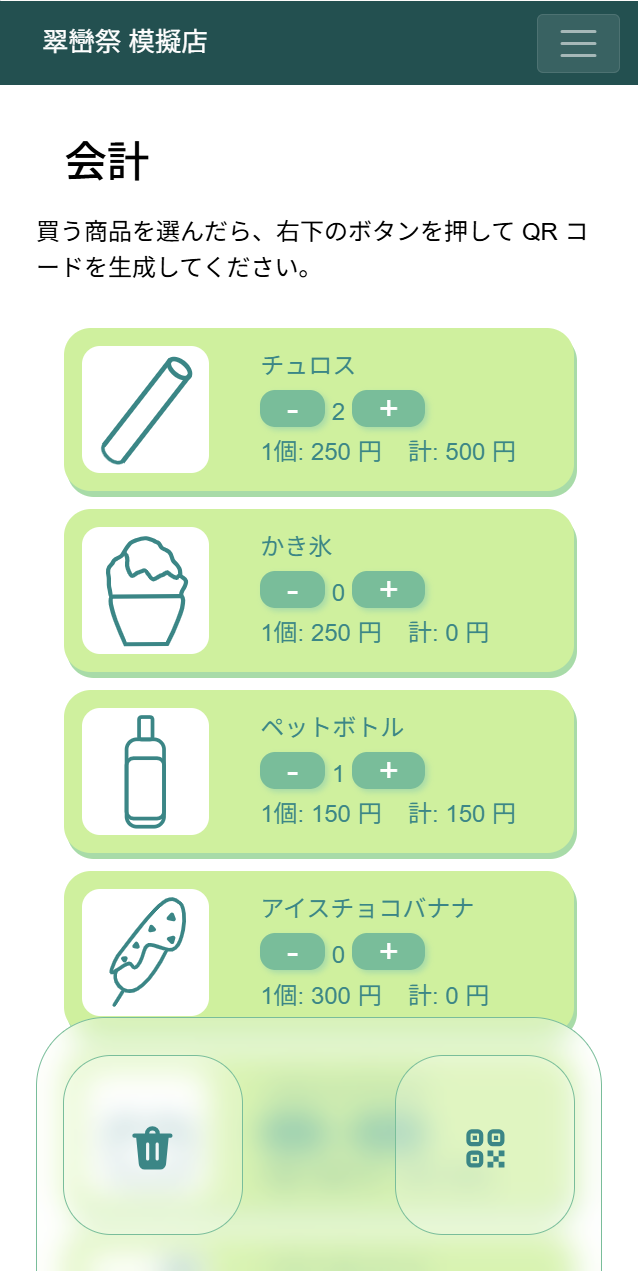 翠巒祭 模擬店
会計
買う商品を選んだら、右下のボタンを押して QR コ
ードを生成してください。
チュロス
- 2 +
1個: 250 円 計: 500 円
かき氷
- 0 +
1個: 250 円 計: 0 円
ペットボトル
- 1 +
1個: 150 円 計: 150 円
アイスチョコバナナ
- 0 +
1個: 300 円 計: 0 円